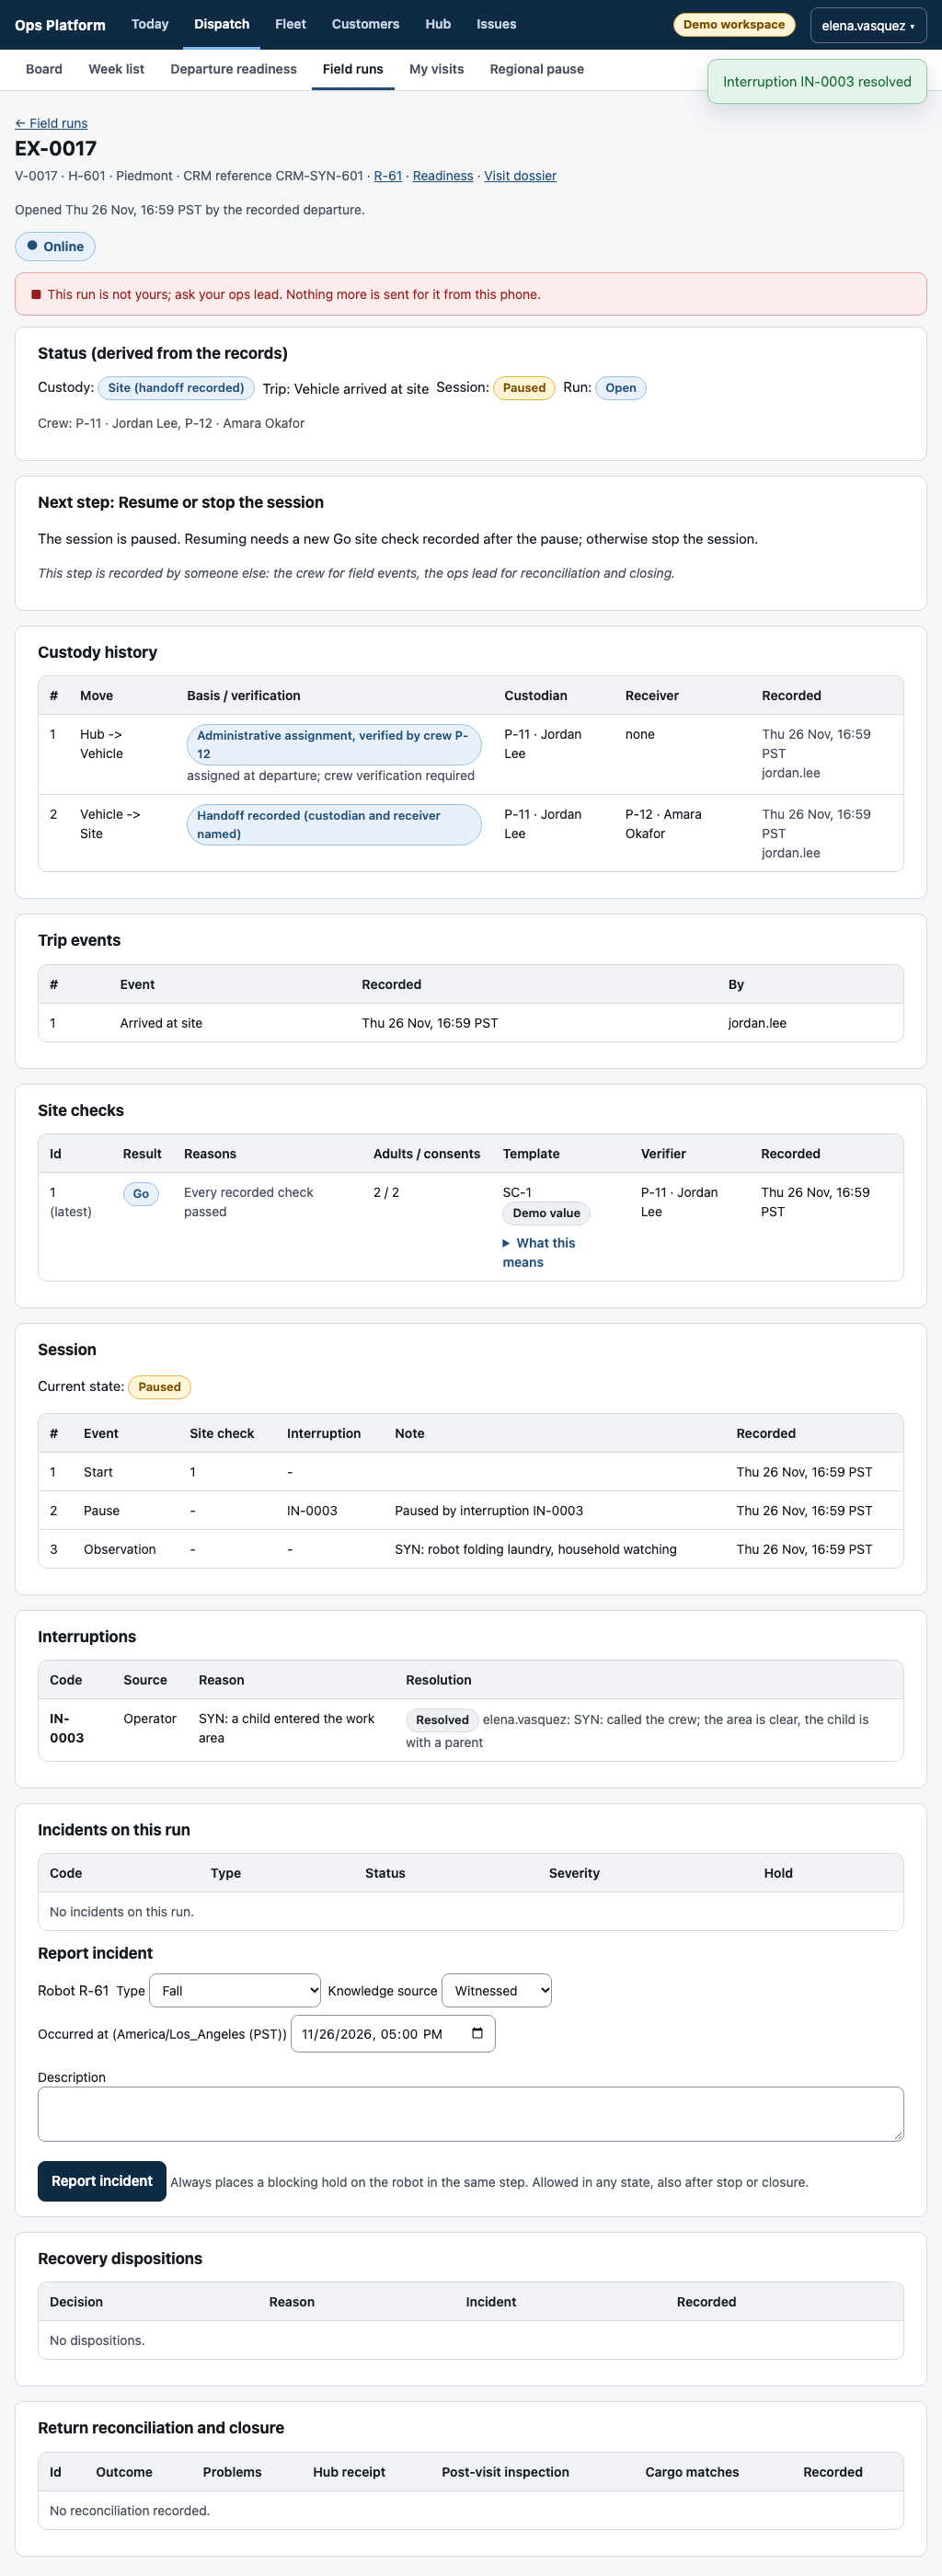 Ops Platform Today Dispatch Fleet Customers Hub Issues Demo workspace elena.vasquez ▾
Board Week list Departure readiness Field runs My visits Regional pause
Interruption IN-0003 resolved
← Field runs
EX-0017
V-0017 · H-601 · Piedmont · CRM reference CRM-SYN-601 · R-61 · Readiness · Visit dossier
Opened Thu 26 Nov, 16:59 PST by the recorded departure.
Online
This run is not yours; ask your ops lead. Nothing more is sent for it from this phone.
Status (derived from the records)
Custody: Site (handoff recorded) Trip: Vehicle arrived at site Session: Paused Run: Open
Crew: P-11 · Jordan Lee, P-12 · Amara Okafor
Next step: Resume or stop the session
The session is paused. Resuming needs a new Go site check recorded after the pause; otherwise stop the session.
This step is recorded by someone else: the crew for field events, the ops lead for reconciliation and closing.
Custody history
# Move Basis / verification Custodian Receiver Recorded
1 Hub -> Vehicle Administrative assignment, verified by crew P-12 assigned at departure; crew verification required P-11 · Jordan Lee none Thu 26 Nov, 16:59 PST jordan.lee
2 Vehicle -> Site Handoff recorded (custodian and receiver named) P-11 · Jordan Lee P-12 · Amara Okafor Thu 26 Nov, 16:59 PST jordan.lee
Trip events
# Event Recorded By
1 Arrived at site Thu 26 Nov, 16:59 PST jordan.lee
Site checks
Id Result Reasons Adults / consents Template Verifier Recorded
1 (latest) Go Every recorded check passed 2 / 2 SC-1 Demo value ▶ What this means P-11 · Jordan Lee Thu 26 Nov, 16:59 PST
Session
Current state: Paused
# Event Site check Interruption Note Recorded
1 Start 1 - Thu 26 Nov, 16:59 PST
2 Pause - IN-0003 Paused by interruption IN-0003 Thu 26 Nov, 16:59 PST
3 Observation - - SYN: robot folding laundry, household watching Thu 26 Nov, 16:59 PST
Interruptions
Code Source Reason Resolution
IN-0003 Operator SYN: a child entered the work area Resolved elena.vasquez: SYN: called the crew; the area is clear, the child is with a parent
Incidents on this run
Code Type Status Severity Hold
No incidents on this run.
Report incident
Robot R-61 Type Fall Knowledge source Witnessed
Occurred at (America/Los_Angeles (PST)) 11/26/2026, 05:00 PM
Description
Report incident Always places a blocking hold on the robot in the same step. Allowed in any state, also after stop or closure.
Recovery dispositions
Decision Reason Incident Recorded
No dispositions.
Return reconciliation and closure
Id Outcome Problems Hub receipt Post-visit inspection Cargo matches Recorded
No reconciliation recorded.